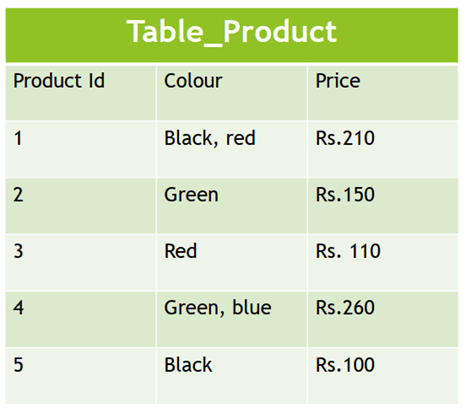 Table_Product
Product Id Colour Price
1 Black, red Rs.210
2 Green Rs.150
3 Red Rs. 110
4 Green, blue Rs.260
5 Black Rs.100